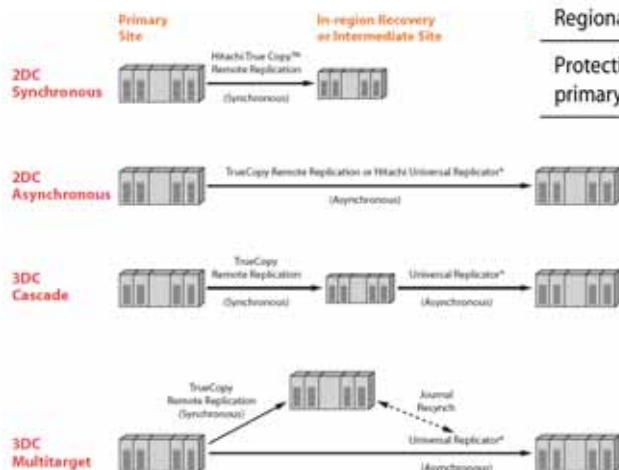 Primary
Site
In-region Recovery
or Intermediate Site
Regiona
Protecti
primary
2DC
Synchronous
Hitachi True Copy™
Remote Replication
(Synchronous)
2DC
Asynchronous
TrueCopy Remote Replication or Hitachi Universal Replicator*
(Asynchronous)
3DC
Cascade
TrueCopy
Remote Replication
(Synchronous)
Universal Replicator*
(Asynchronous)
3DC
Multitarget
TrueCopy
Remote Replication
(Synchronous)
Journal
Resynch
Universal Replicator*
(Asynchronous)